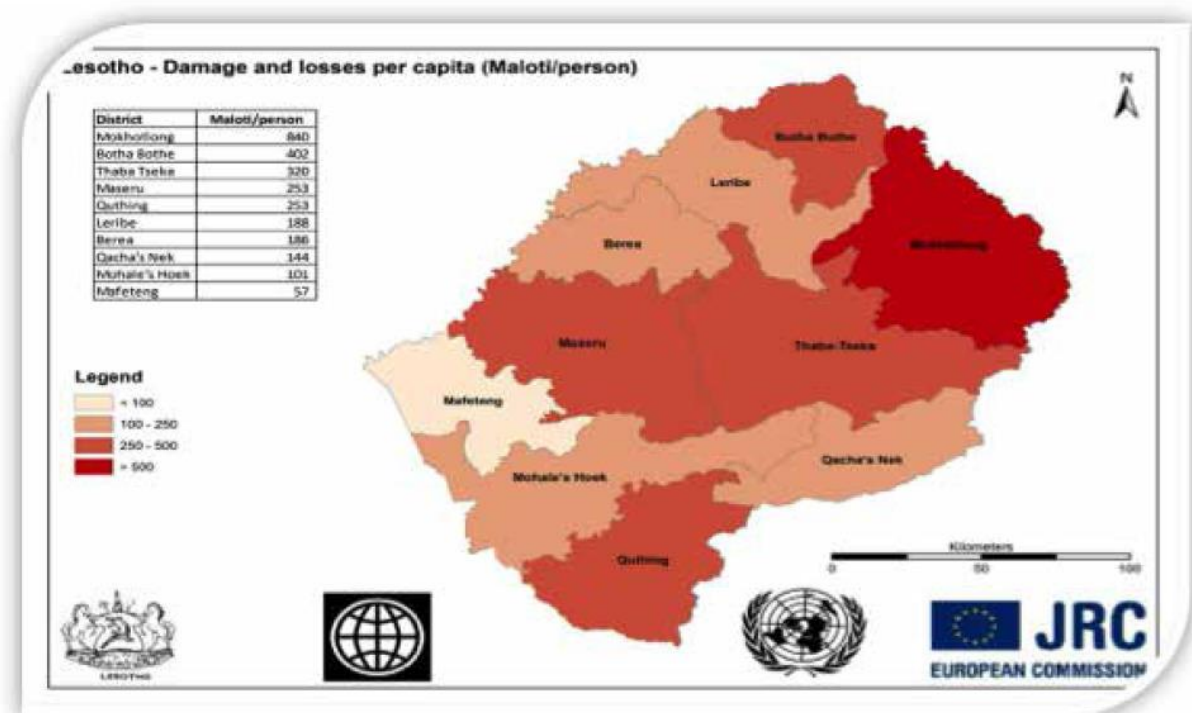 Lesotho - Damage and losses per capita (Maloti/person)
N
District Maloti/person
Mokhotlong 840
Botha Bothe 402
Thaba Tseka 320
Maseru 253
Quthing 253
Leribe 188
Berea 186
Qacha's Nek 144
Mohale's Hoek 101
Mafeteng 57
Botha Bothe
Leribe
Berea
Mokhotlong
Maseru
Thaba-Tseka
Mafeteng
Mohale's Hoek
Qacha's Nek
Quthing
Legend
< 100
100 - 250
250 - 500
> 500
Kilometers
0 50 100
LESOTHO
JRC
EUROPEAN COMMISSION